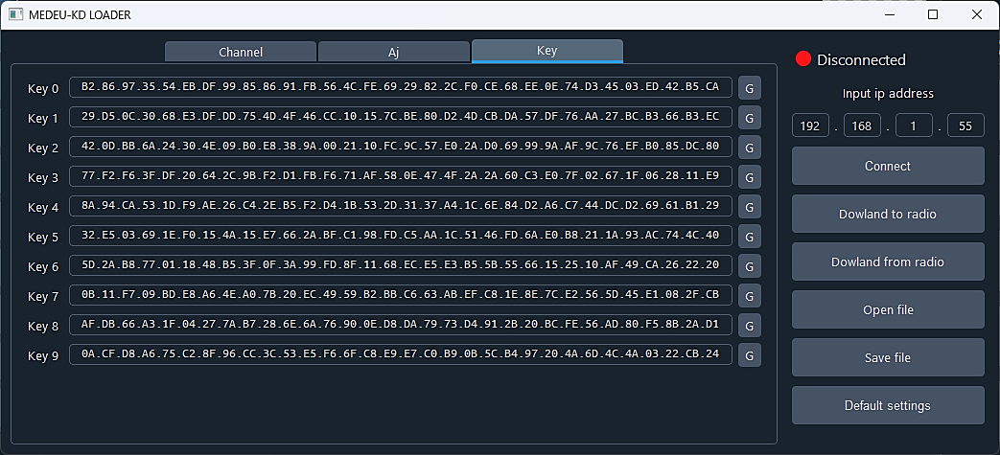 MEDEU-KD LOADER
Channel Aj Key
Key 0 B2.86.97.35.54.EB.DF.99.85.86.91.FB.56.4C.FE.69.29.82.2C.F0.CE.68.EE.0E.74.D3.45.03.ED.42.B5.CA G
Key 1 29.D5.0C.30.68.E3.DF.DD.75.4D.4F.46.CC.10.15.7C.BE.80.D2.4D.CB.DA.57.DF.76.AA.27.BC.B3.66.B3.EC G
Key 2 42.0D.BB.6A.24.30.4E.09.B0.E8.38.9A.00.21.10.FC.9C.57.E0.2A.D0.69.99.9A.AF.9C.76.EF.B0.85.DC.80 G
Key 3 77.F2.F6.3F.DF.20.64.2C.9B.F2.D1.FB.F6.71.AF.58.0E.47.4F.2A.2A.60.C3.E0.7F.02.67.1F.06.28.11.E9 G
Key 4 8A.94.CA.53.1D.F9.AE.26.C4.2E.B5.F2.D4.1B.53.2D.31.37.A4.1C.6E.84.D2.A6.C7.44.DC.D2.69.61.B1.29 G
Key 5 32.E5.03.69.1E.F0.15.4A.15.E7.66.2A.BF.C1.98.FD.C5.AA.1C.51.46.FD.6A.E0.B8.21.1A.93.AC.74.4C.40 G
Key 6 5D.2A.B8.77.01.18.48.B5.3F.0F.3A.99.FD.8F.11.68.EC.E5.E3.B5.5B.55.66.15.25.10.AF.49.CA.26.22.20 G
Key 7 0B.11.F7.09.BD.E8.A6.4E.A0.7B.20.EC.49.59.B2.BB.C6.63.AB.EF.C8.1E.8E.7C.E2.56.5D.45.E1.08.2F.CB G
Key 8 AF.DB.66.A3.1F.04.27.7A.B7.28.6E.6A.76.90.0E.D8.DA.79.73.D4.91.2B.20.BC.FE.56.AD.80.F5.8B.2A.D1 G
Key 9 0A.CF.D8.A6.75.C2.8F.96.CC.3C.53.E5.F6.6F.C8.E9.E7.C0.B9.0B.5C.B4.97.20.4A.6D.4C.4A.03.22.CB.24 G
Disconnected
Input ip address
192 . 168 . 1 . 55
Connect
Dowland to radio
Dowland from radio
Open file
Save file
Default settings